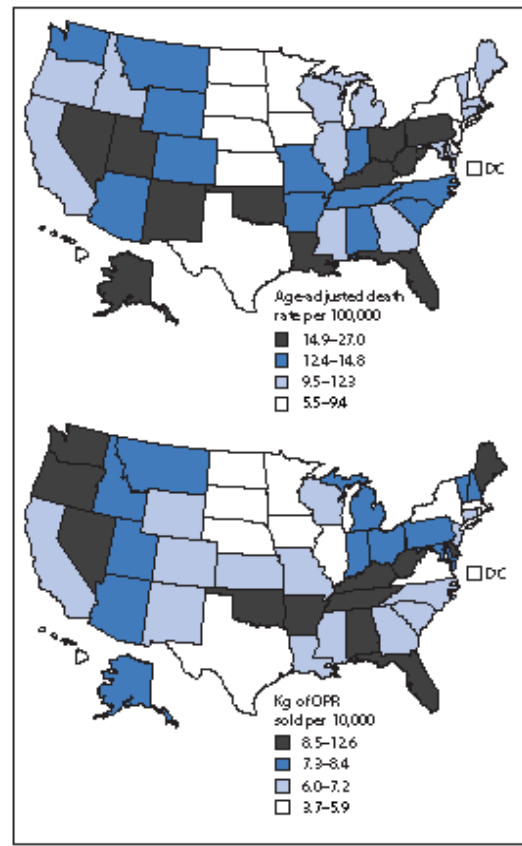 DC
Age-adjusted death
rate per 100,000
14.9–27.0
12.4–14.8
9.5–12.3
5.5–9.4
DC
Kg of OPR
sold per 10,000
8.5–12.6
7.3–8.4
6.0–7.2
3.7–5.9